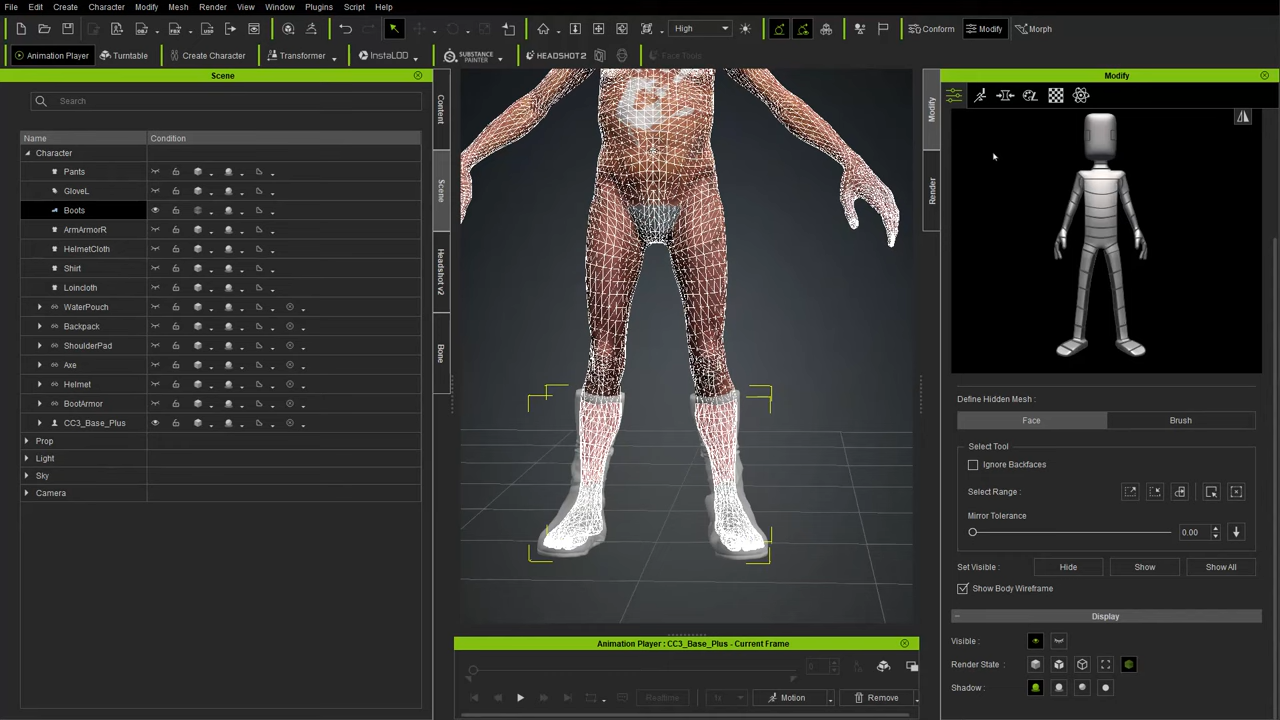 File Edit Create Character Modify Mesh Render View Window Plugins Script Help
High Conform Modify Morph
Animation Player Turntable Create Character Transformer InstaLOD SUBSTANCE PAINTER HEADSHOT2 Face Tools
Scene
Search
Name Condition
Character
Pants
GloveL
Boots
ArmArmorR
HelmetCloth
Shirt
Loincloth
WaterPouch
Backpack
ShoulderPad
Axe
Helmet
BootArmor
CC3_Base_Plus
Prop
Light
Sky
Camera
Content
Scene
Headshot v2
Bone
Modify
Render
Modify
Define Hidden Mesh :
Face Brush
Select Tool
Ignore Backfaces
Select Range :
Mirror Tolerance
0.00
Set Visible : Hide Show Show All
Show Body Wireframe
Display
Visible :
Render State :
Shadow :
Animation Player : CC3_Base_Plus - Current Frame
0
Realtime 1x Motion Remove